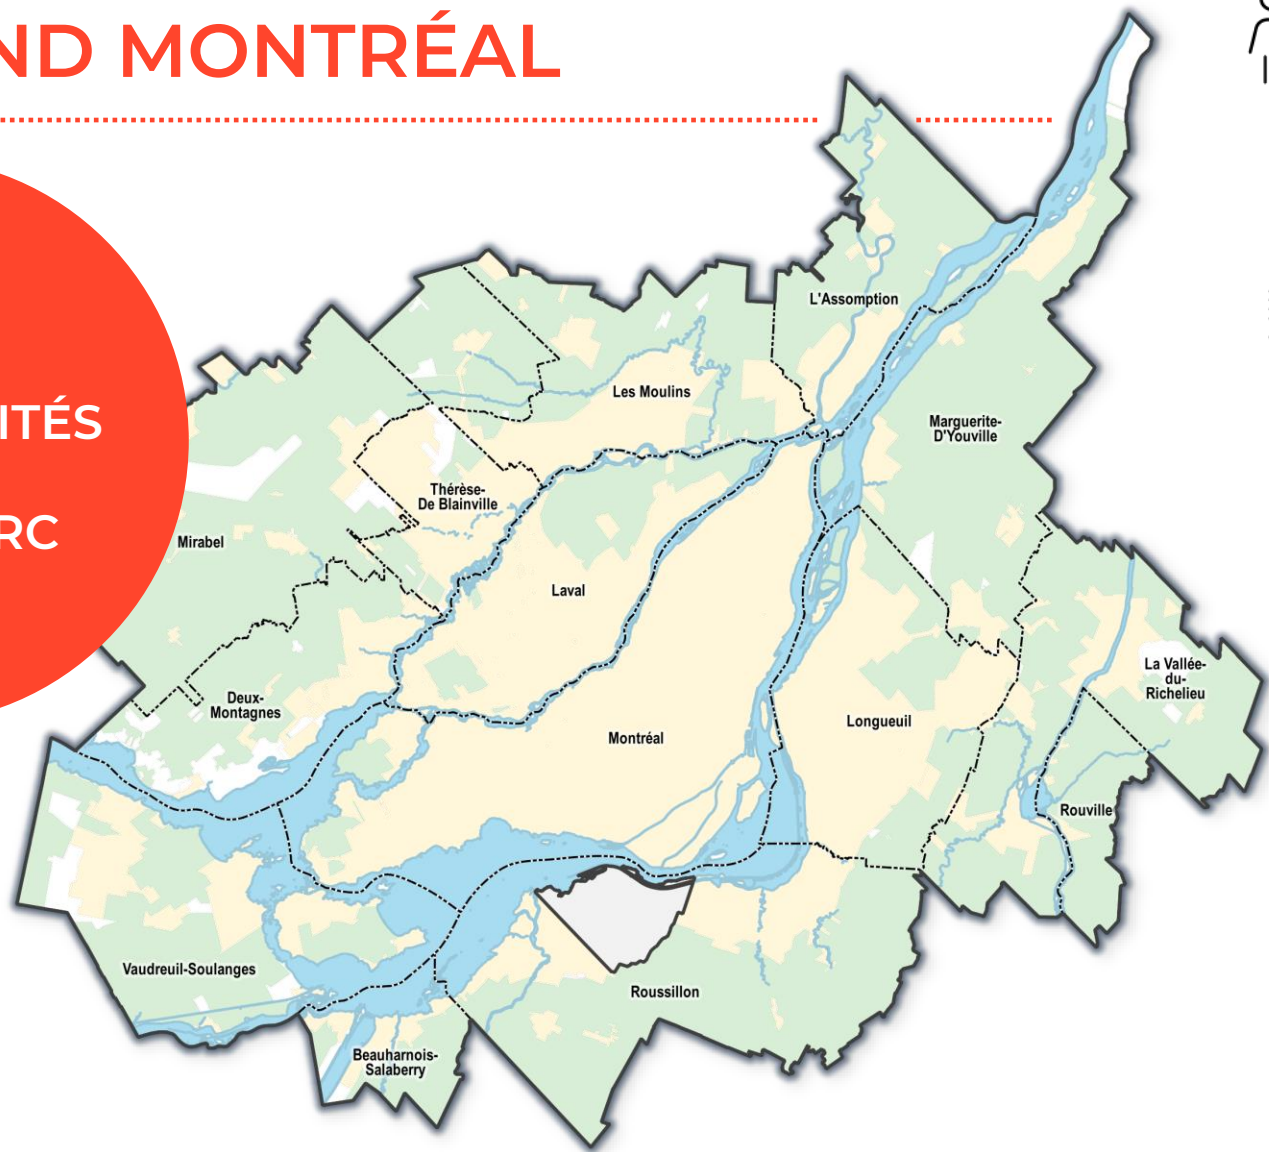 ND MONTRÉAL
L'Assomption
Les Moulins
Marguerite-
D'Youville
ITÉS
Thérèse-
De Blainville
RC
Mirabel
Laval
La Vallée-
du-
Richelieu
Deux-
Montagnes
Longueuil
Montréal
Rouville
Vaudreuil-Soulanges
Roussillon
Beauharnois-
Salaberry